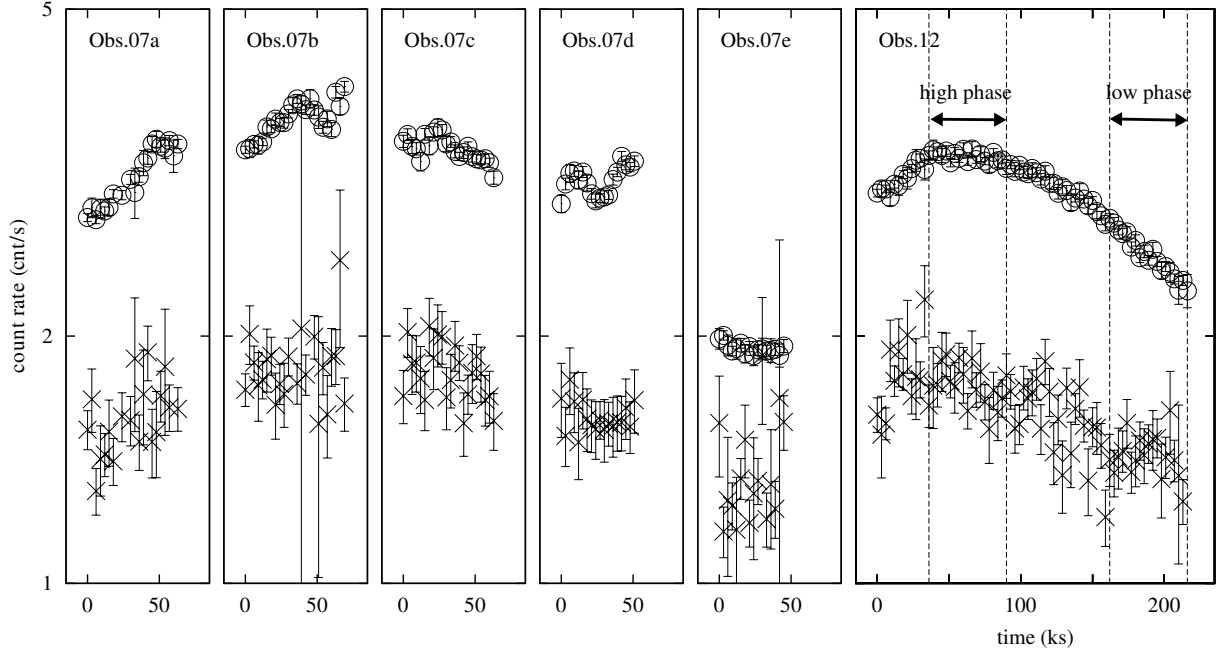 5
2
1
count rate (cnt/s)
Obs.07a
Obs.07b
Obs.07c
Obs.07d
Obs.07e
Obs.12
high phase
low phase
0 50
0 50
0 50
0 50
0 50
0 100 200
time (ks)